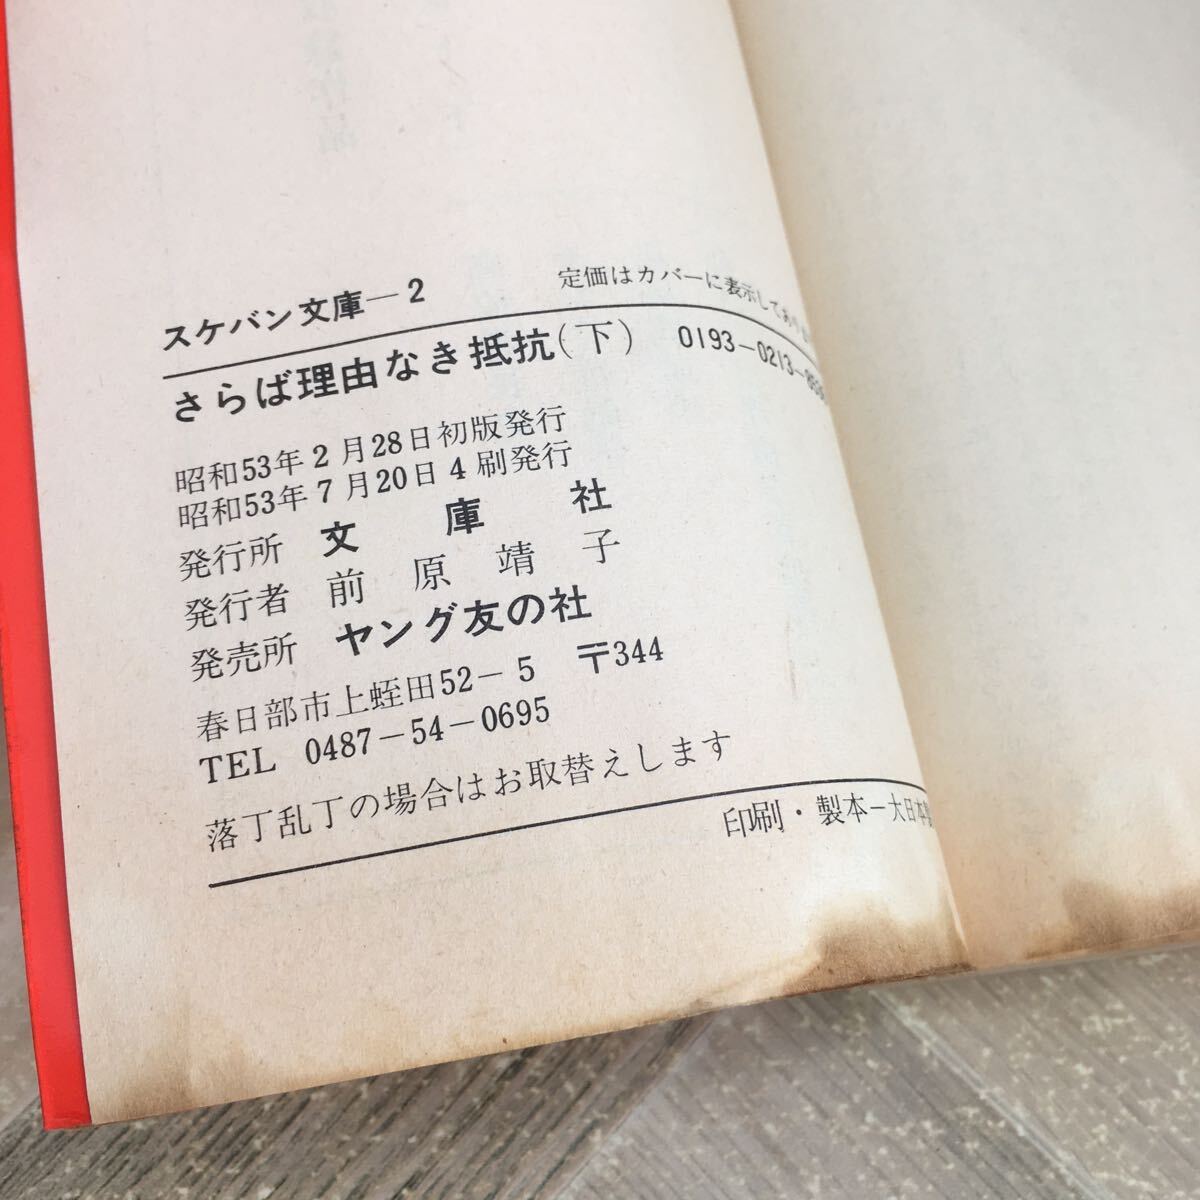 スケバン文庫—2
定価はカバーに表示してあり
さらば理由なき抵抗(下)
0193-0213-
昭和53年2月28日初版発行
昭和53年7月20日4刷発行
発行所 文庫社
発行者 前原靖子
発売所 ヤング友の社
春日部市上蛭田52-5 〒344
TEL 0487-54-0695
落丁乱丁の場合はお取替えします
印刷・製本—大日本